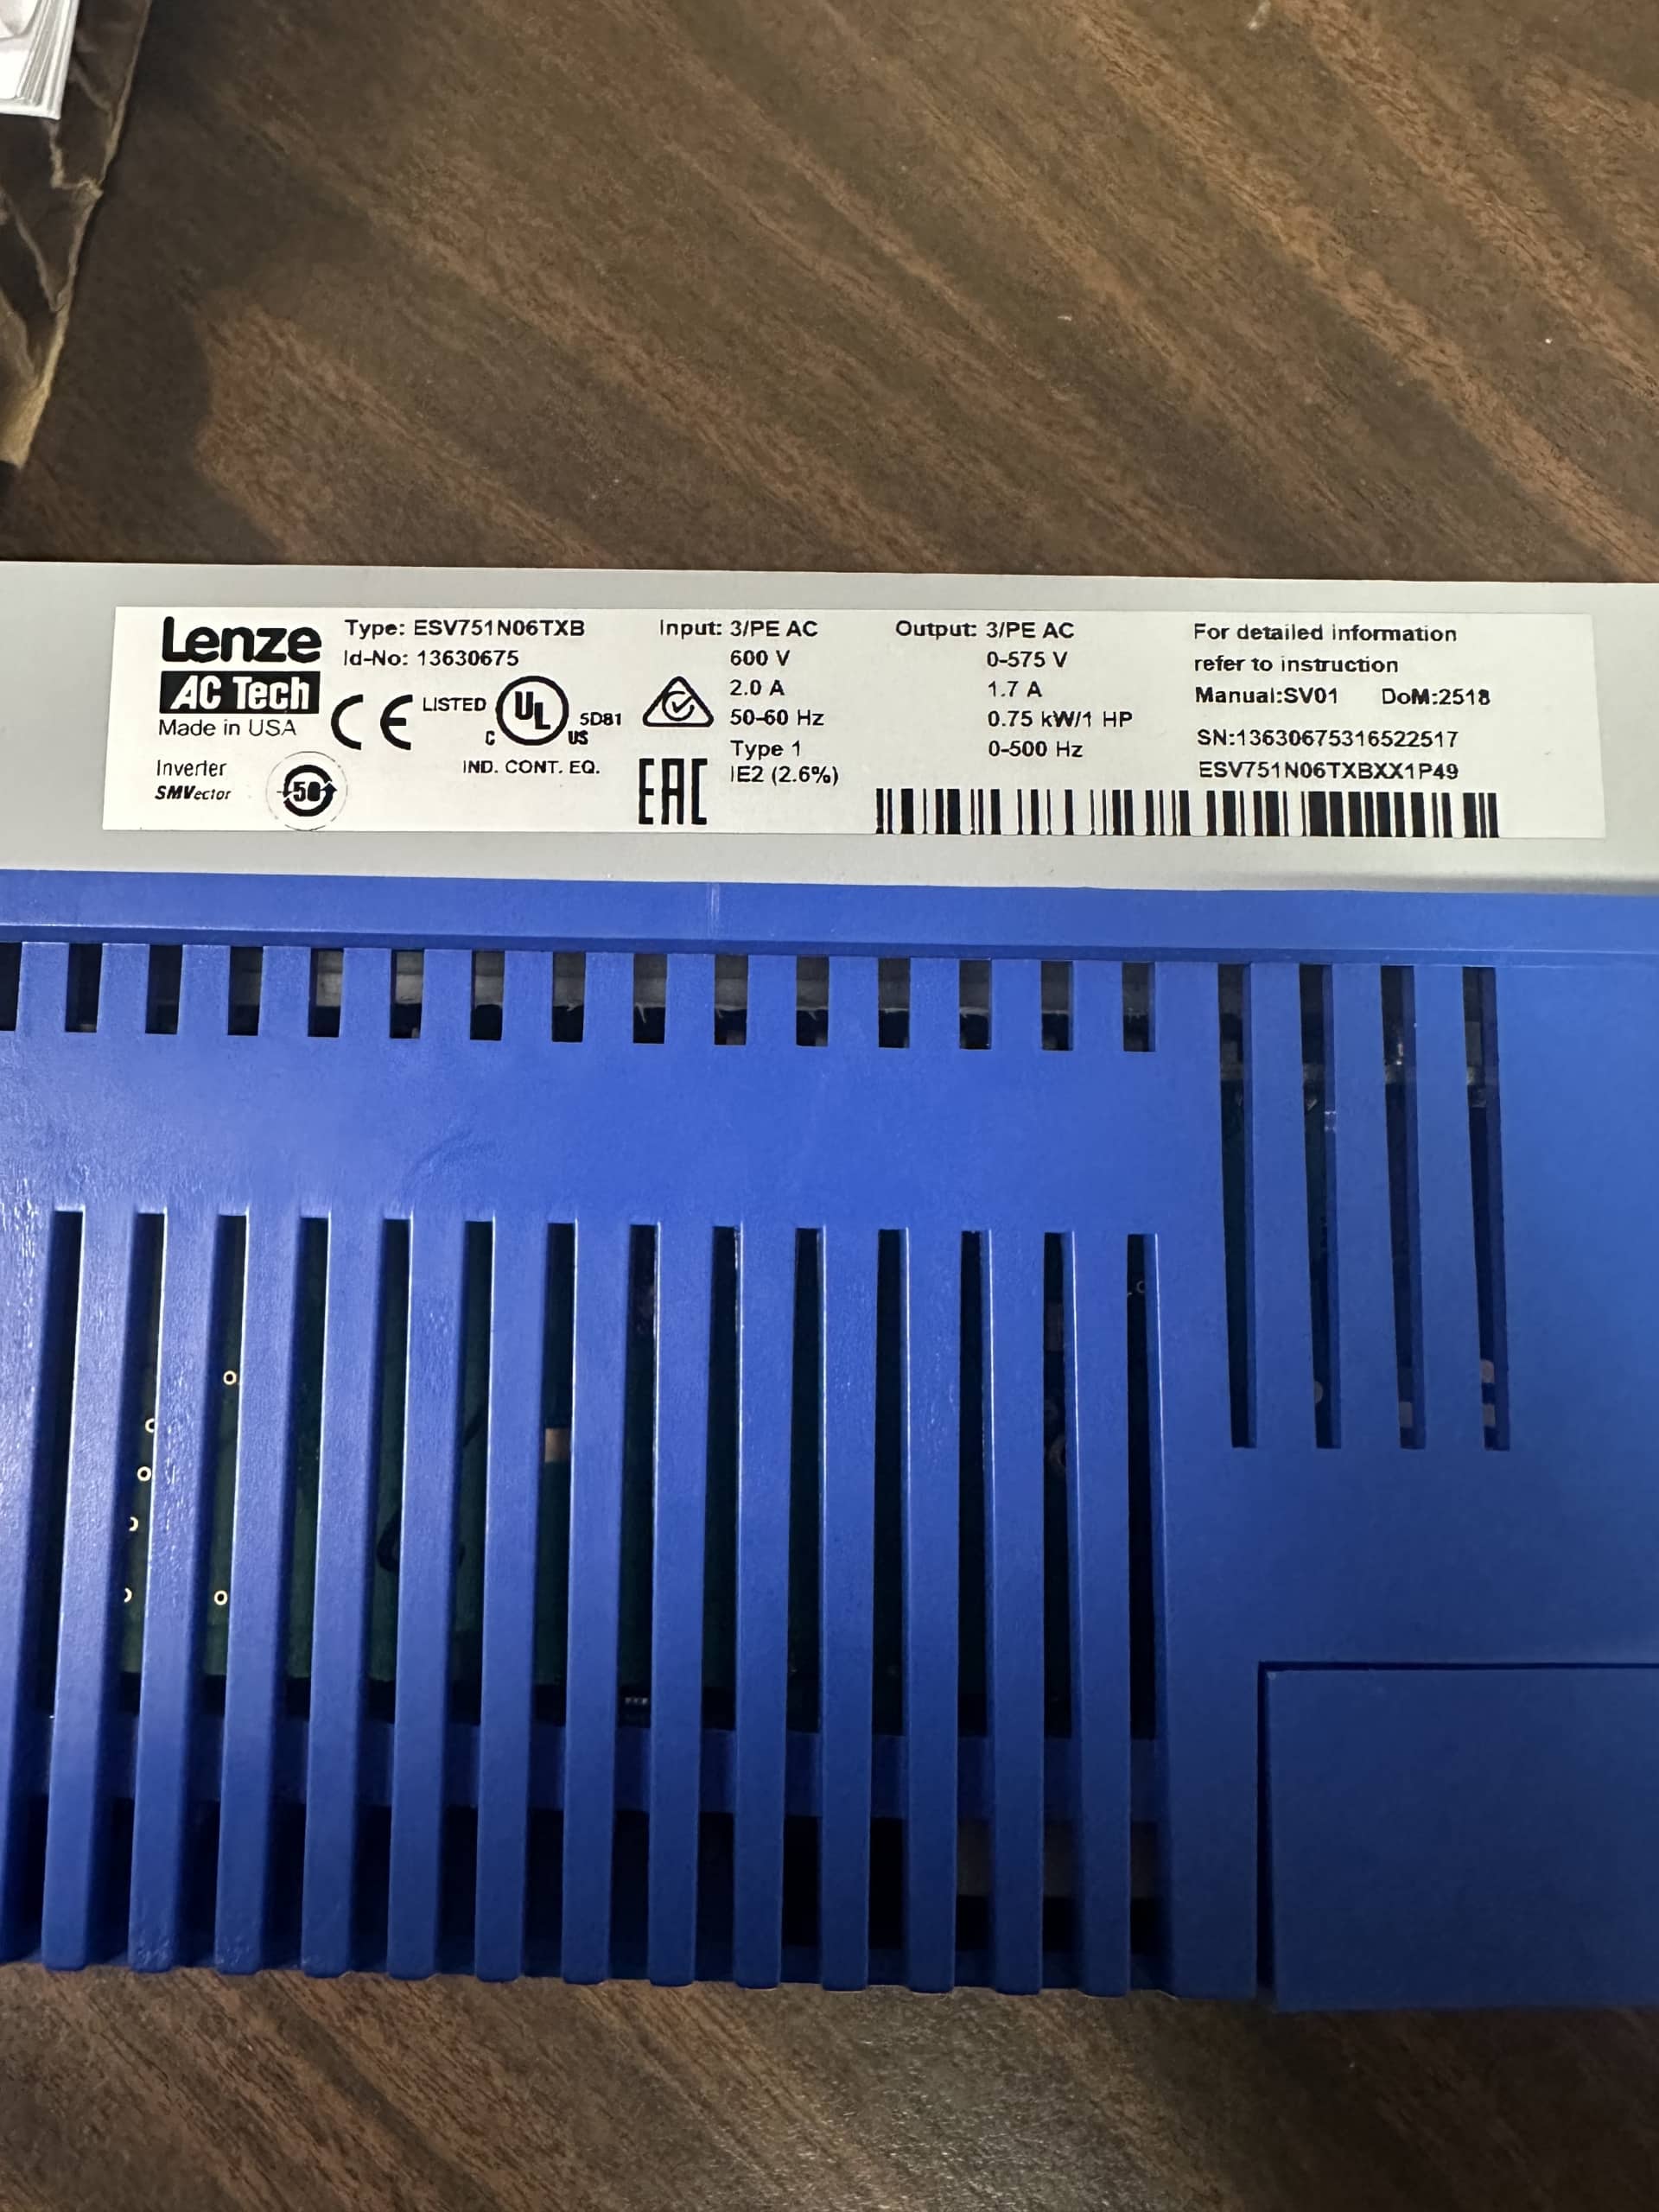 Lenze
AC Tech
Made in USA
Inverter
SMVector
50
Type: ESV751N06TXB
Id-No: 13630675
CE
LISTED
UL
C
US
5D81
IND. CONT. EQ.
EAC
Input: 3/PE AC
600 V
2.0 A
50-60 Hz
Type 1
IE2 (2.6%)
Output: 3/PE AC
0-575 V
1.7 A
0.75 kW/1 HP
0-500 Hz
For detailed information
refer to instruction
Manual:SV01 DoM:2518
SN:13630675316522517
ESV751N06TXBXX1P49